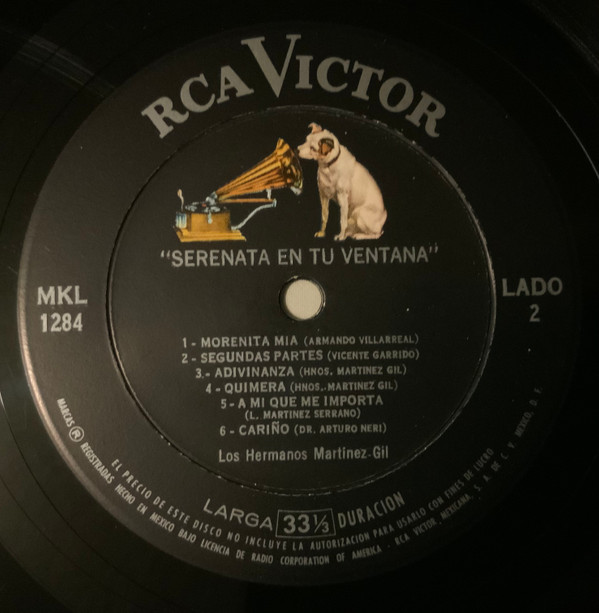 RCA VICTOR
"SERENATA EN TU VENTANA"
MKL
1284
LADO
2
1 - MORENITA MIA (ARMANDO VILLARREAL)
2 - SEGUNDAS PARTES (VICENTE GARRIDO)
3.- ADIVINANZA (HNOS. MARTINEZ GIL)
4 - QUIMERA (HNOS. MARTINEZ GIL)
5 - A MI QUE ME IMPORTA
(L. MARTINEZ SERRANO)
6 - CARIÑO (DR. ARTURO NERI)
Los Hermanos Martínez-Gil
LARGA 33 1/3 DURACION
EL PRECIO DE ESTE DISCO NO INCLUYE LA AUTORIZACION PARA USARLO CON FINES DE LUCRO
MARCAS ® REGISTRADAS HECHO EN MEXICO BAJO LICENCIA DE RADIO CORPORATION OF AMERICA - RCA VICTOR, MEXICANA, S. A. DE C. V. MEXICO, D. F.